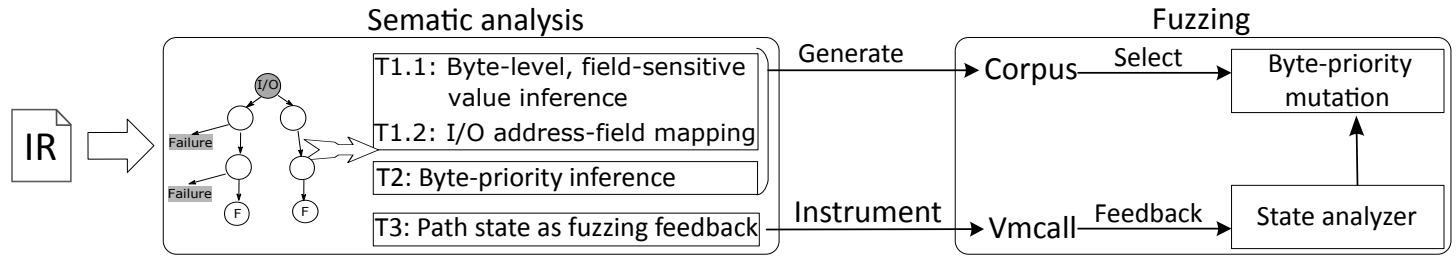 Sematic analysis
Fuzzing
IR
I/O
Failure
Failure
F
F
T1.1: Byte-level, field-sensitive
value inference
T1.2: I/O address-field mapping
T2: Byte-priority inference
T3: Path state as fuzzing feedback
Generate
Instrument
Corpus
Select
Byte-priority
mutation
Vmcall
Feedback
State analyzer